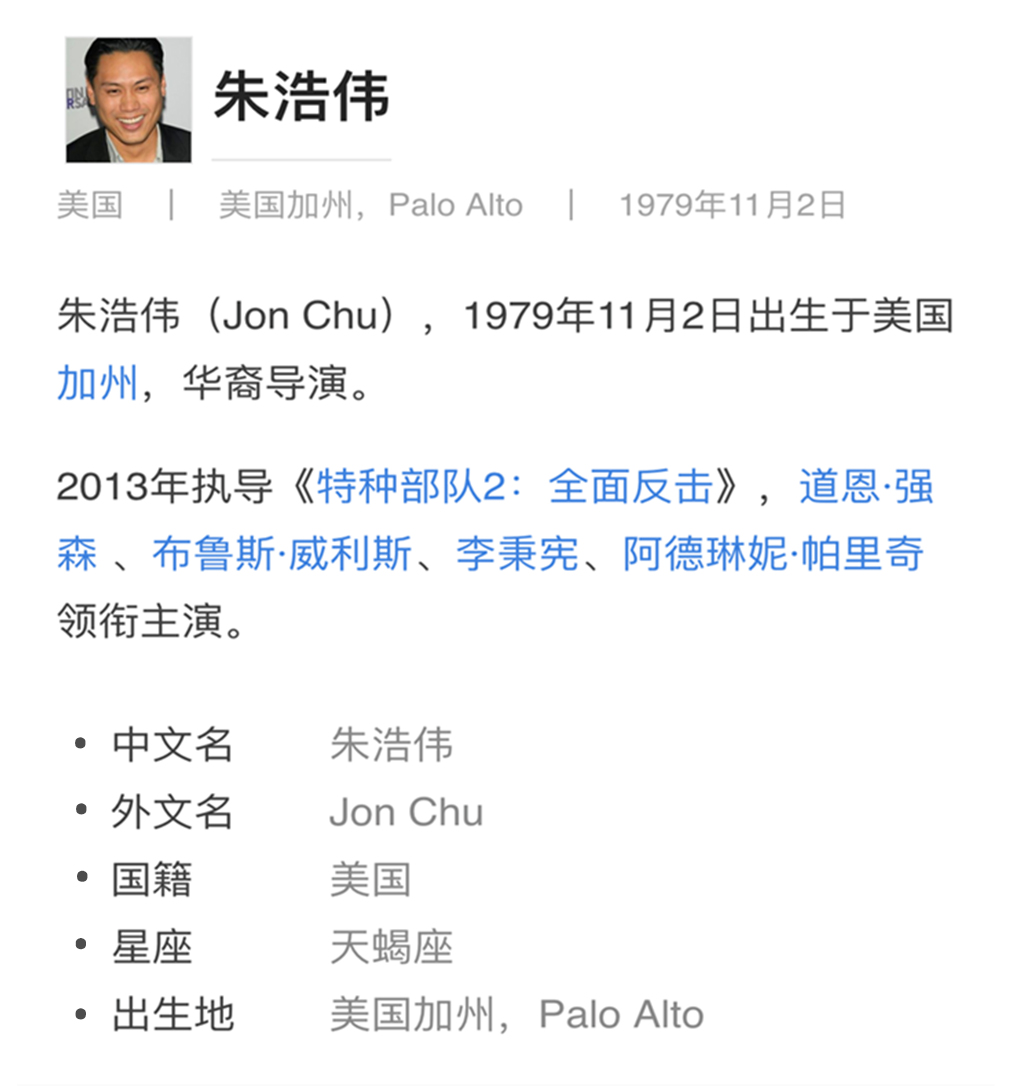 朱浩伟
美国 | 美国加州，Palo Alto | 1979年11月2日
朱浩伟（Jon Chu），1979年11月2日出生于美国
加州，华裔导演。
2013年执导《特种部队2：全面反击》，道恩·强
森 、布鲁斯·威利斯、李秉宪、阿德琳妮·帕里奇
领衔主演。
• 中文名 朱浩伟
• 外文名 Jon Chu
• 国籍 美国
• 星座 天蝎座
• 出生地 美国加州，Palo Alto